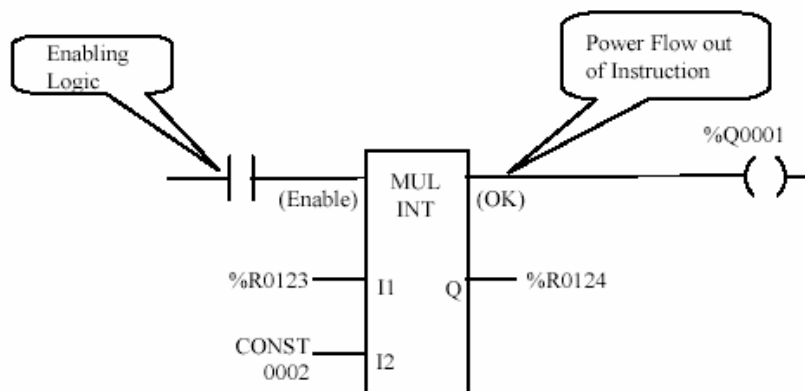 Enabling
Logic
Power Flow out
of Instruction
%Q0001
(Enable)
MUL
INT
(OK)
%R0123
I1
Q
%R0124
CONST
0002
I2